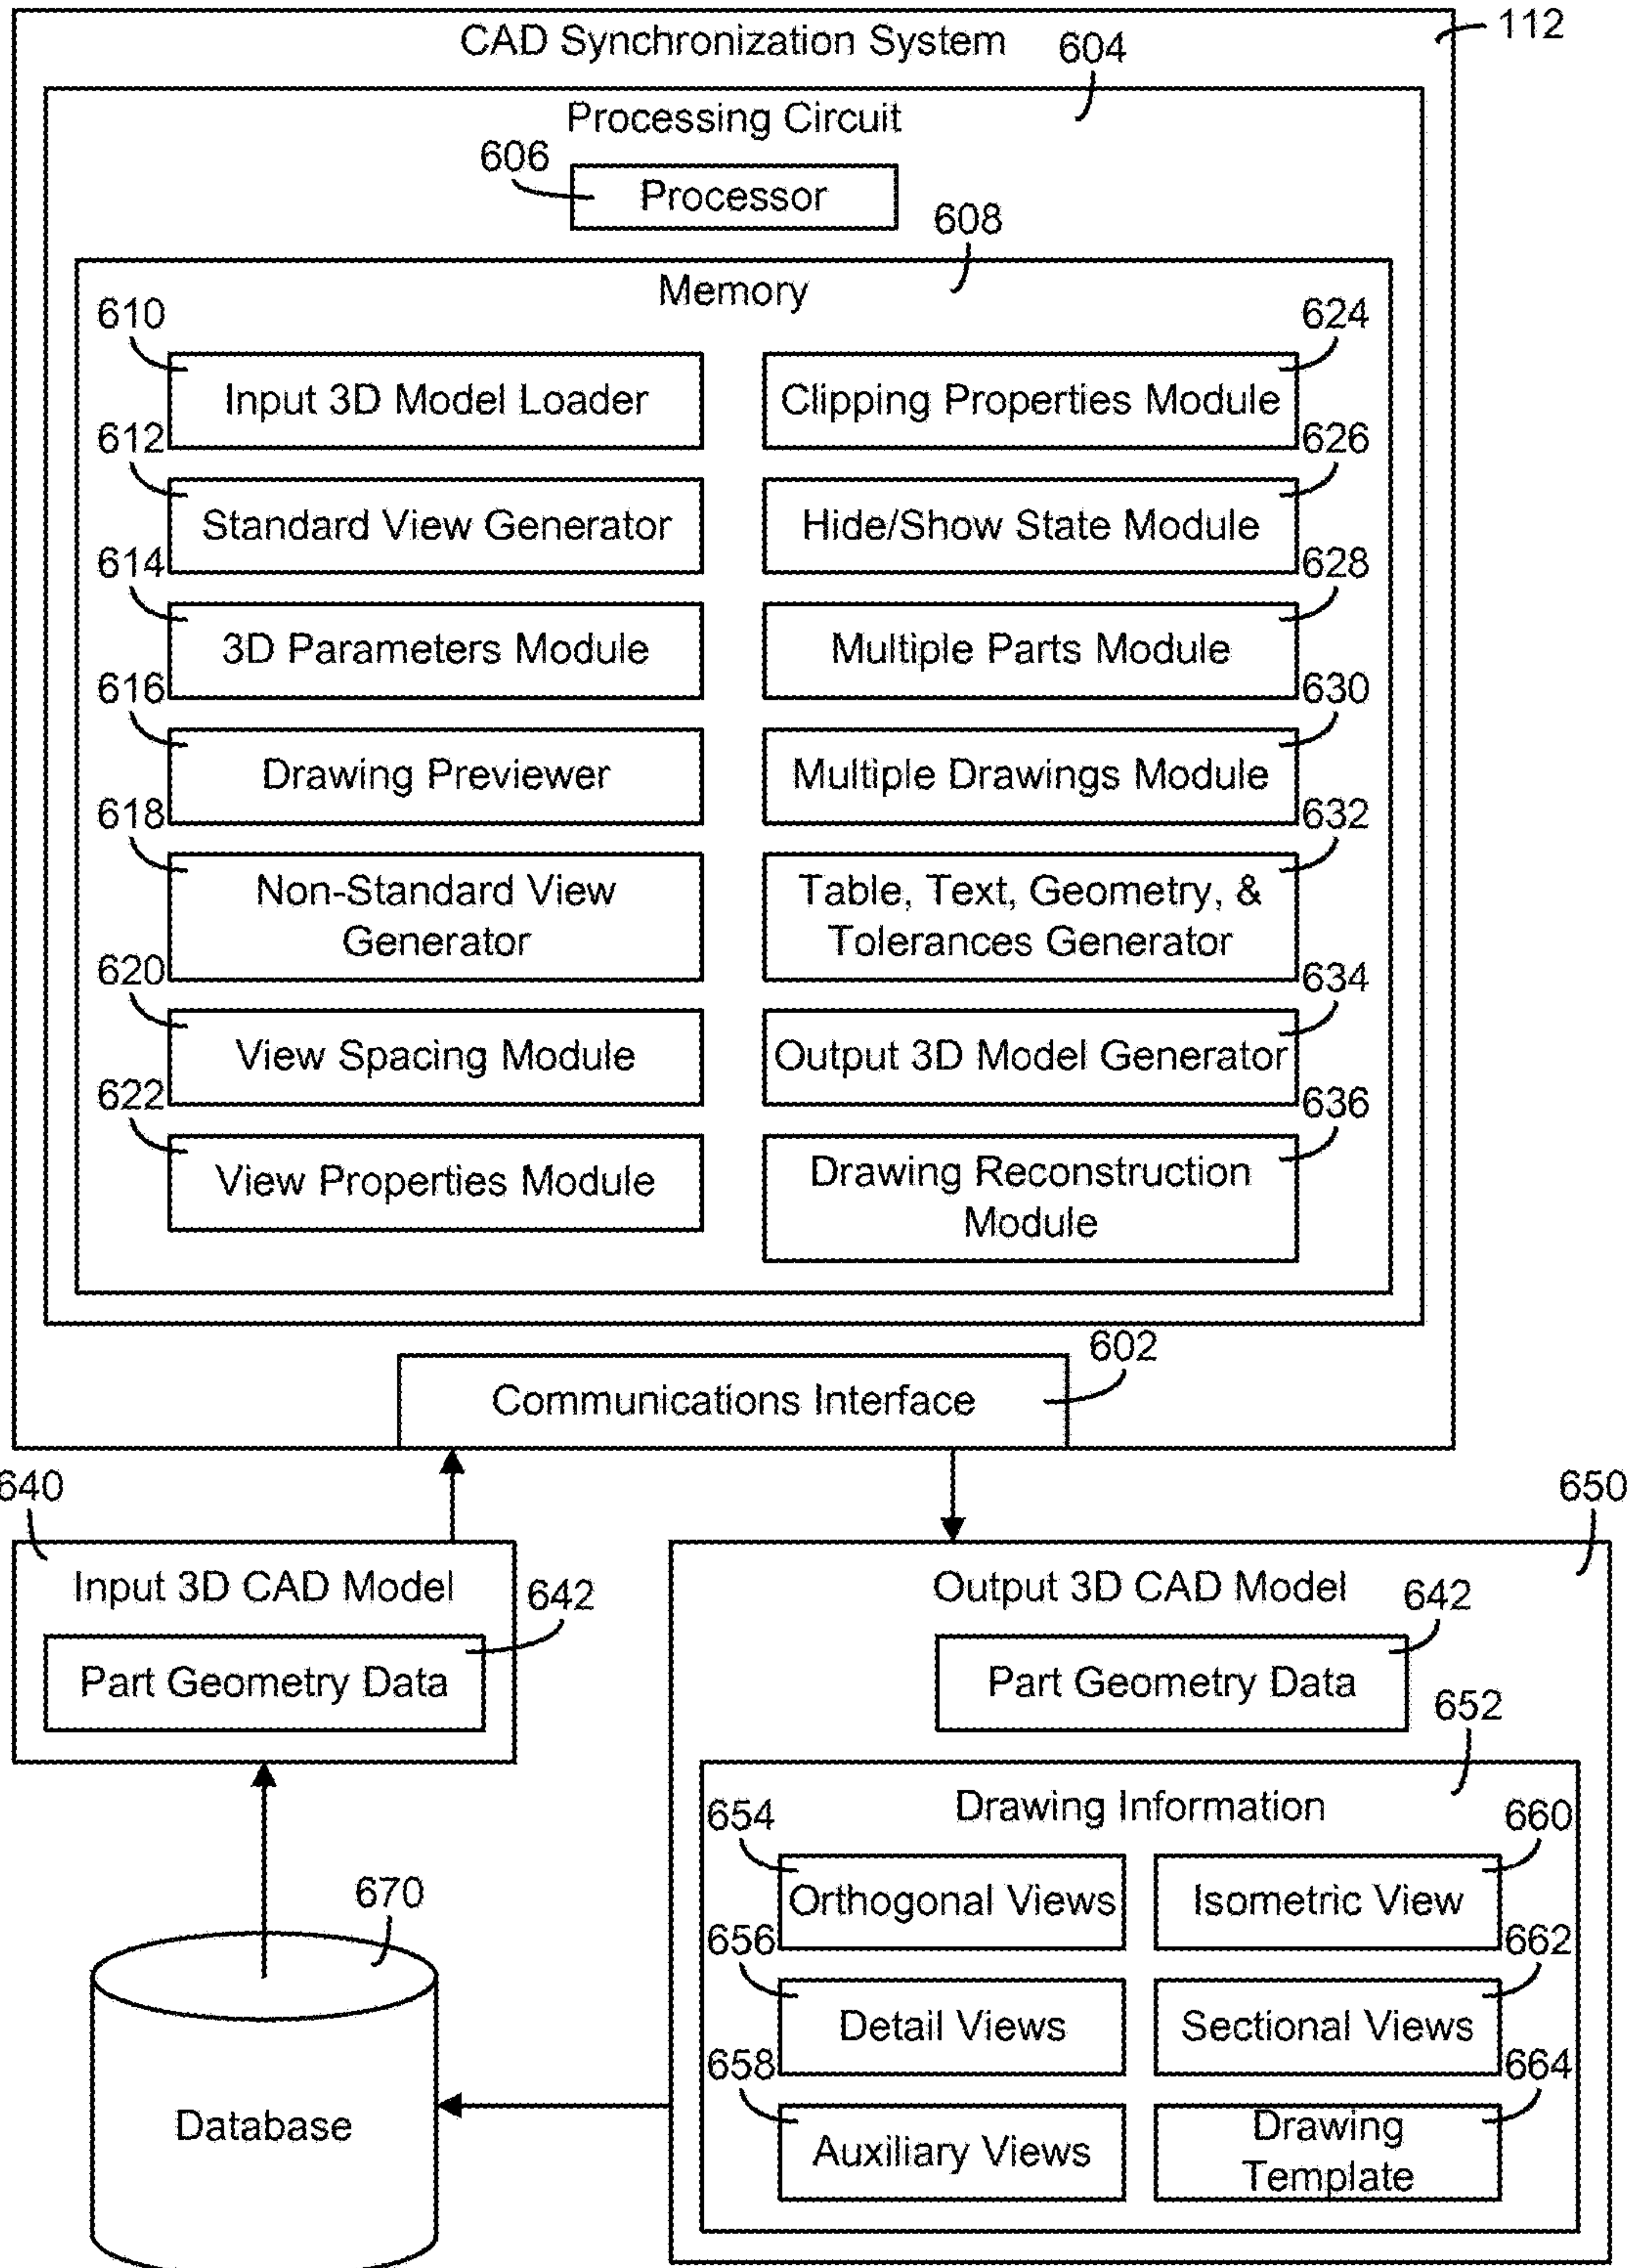 CAD Synchronization System
112
604
Processing Circuit
606
Processor
608
Memory
610
Input 3D Model Loader
612
Standard View Generator
614
3D Parameters Module
616
Drawing Previewer
618
Non-Standard View
Generator
620
View Spacing Module
622
View Properties Module
624
Clipping Properties Module
626
Hide/Show State Module
628
Multiple Parts Module
630
Multiple Drawings Module
632
Table, Text, Geometry, &
Tolerances Generator
634
Output 3D Model Generator
636
Drawing Reconstruction
Module
602
Communications Interface
640
Input 3D CAD Model
642
Part Geometry Data
650
Output 3D CAD Model
642
Part Geometry Data
652
Drawing Information
654
Orthogonal Views
660
Isometric View
656
Detail Views
662
Sectional Views
658
Auxiliary Views
664
Drawing
Template
670
Database